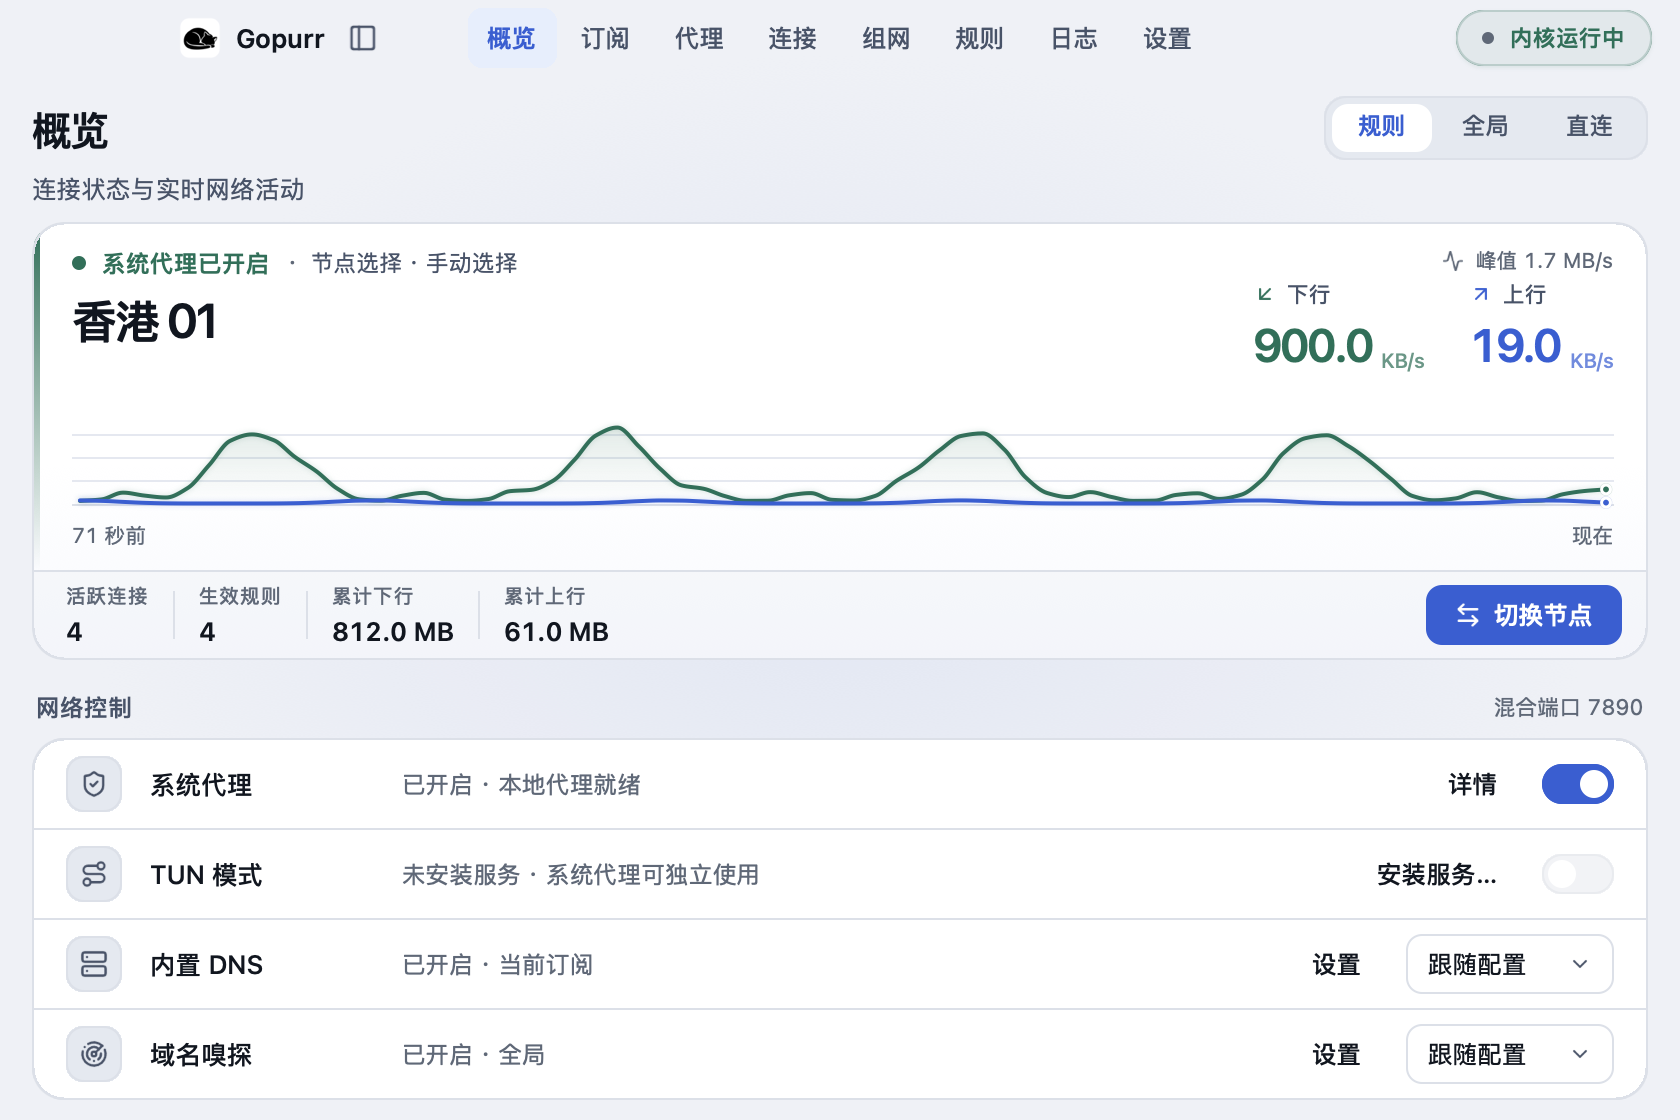 Gopurr 概览 订阅 代理 连接 组网 规则 日志 设置 内核运行中
概览
规则 全局 直连
连接状态与实时网络活动
系统代理已开启 · 节点选择 · 手动选择
峰值 1.7 MB/s
香港 01
下行 上行
900.0 KB/s 19.0 KB/s
71 秒前 现在
活跃连接 生效规则 累计下行 累计上行
4 4 812.0 MB 61.0 MB
切换节点
网络控制 混合端口 7890
系统代理 已开启 · 本地代理就绪 详情
TUN 模式 未安装服务 · 系统代理可独立使用 安装服务...
内置 DNS 已开启 · 当前订阅 设置 跟随配置
域名嗅探 已开启 · 全局 设置 跟随配置